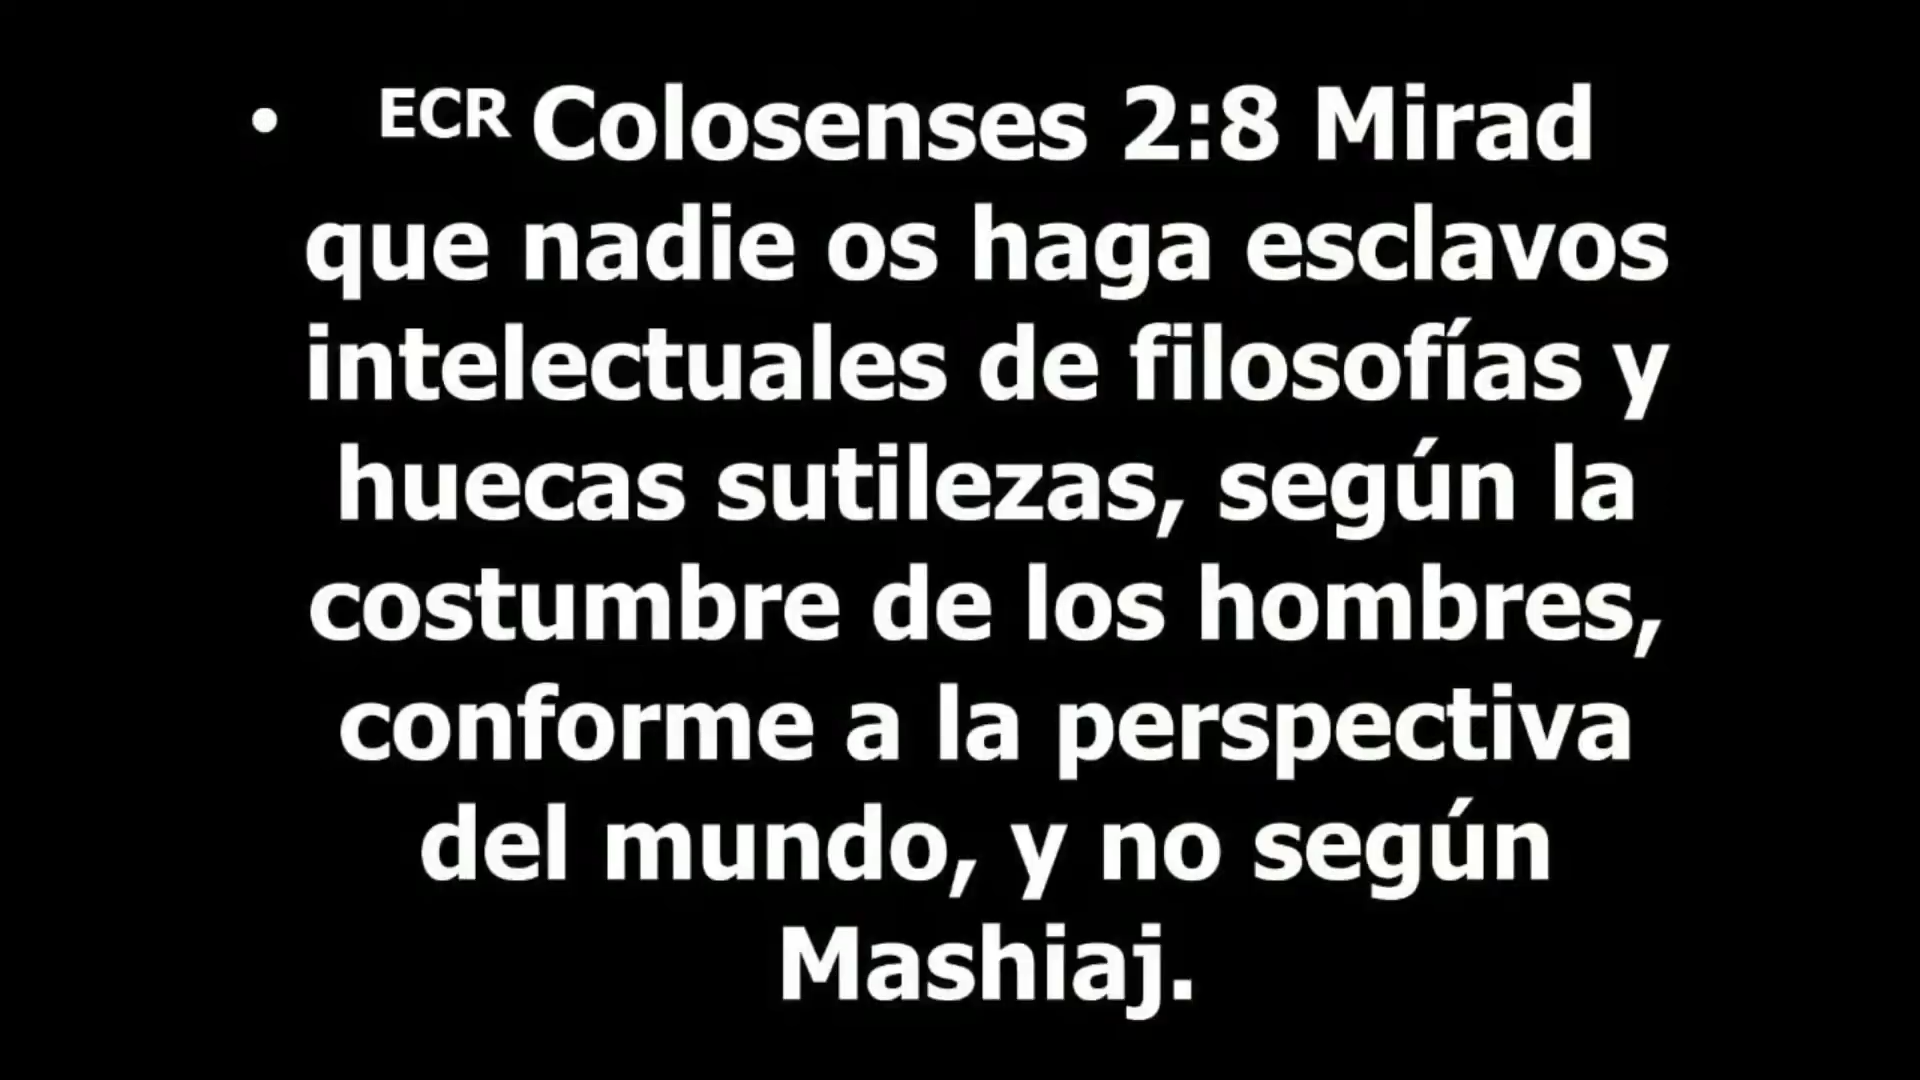 • ECR Colosenses 2:8 Mirad
que nadie os haga esclavos
intelectuales de filosofías y
huecas sutilezas, según la
costumbre de los hombres,
conforme a la perspectiva
del mundo, y no según
Mashiaj.